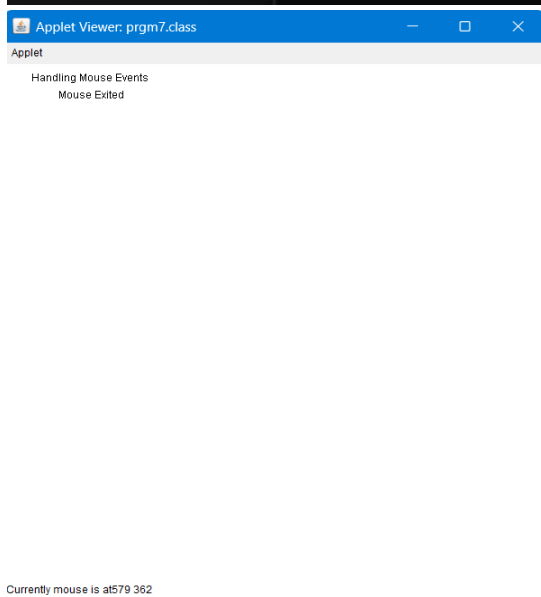 Applet Viewer: prgm7.class
Applet
Handling Mouse Events
Mouse Exited
Currently mouse is at579 362